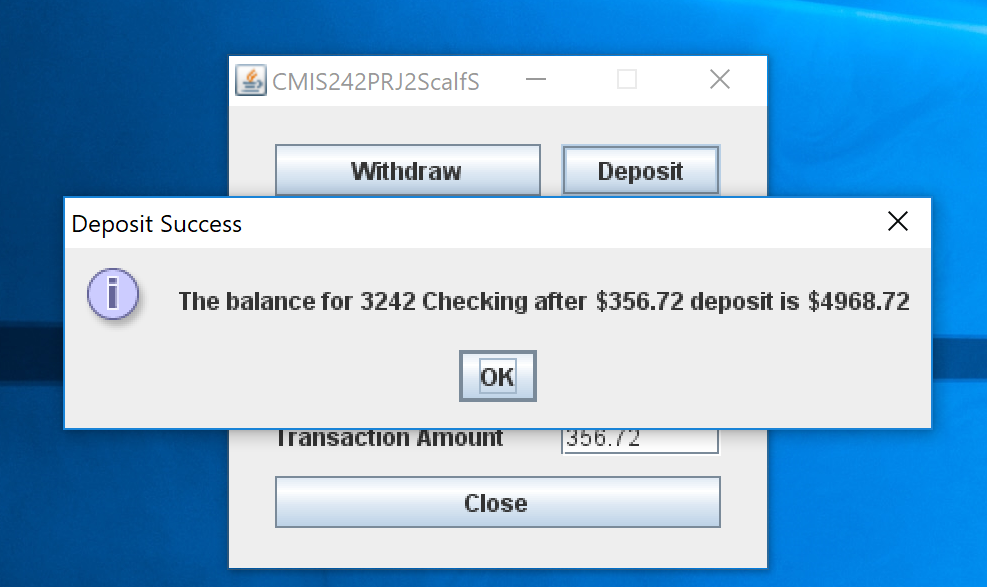 CMIS242PRJ2ScalfS
Withdraw Deposit
Deposit Success
The balance for 3242 Checking after $356.72 deposit is $4968.72
OK
Transaction Amount 356.72
Close